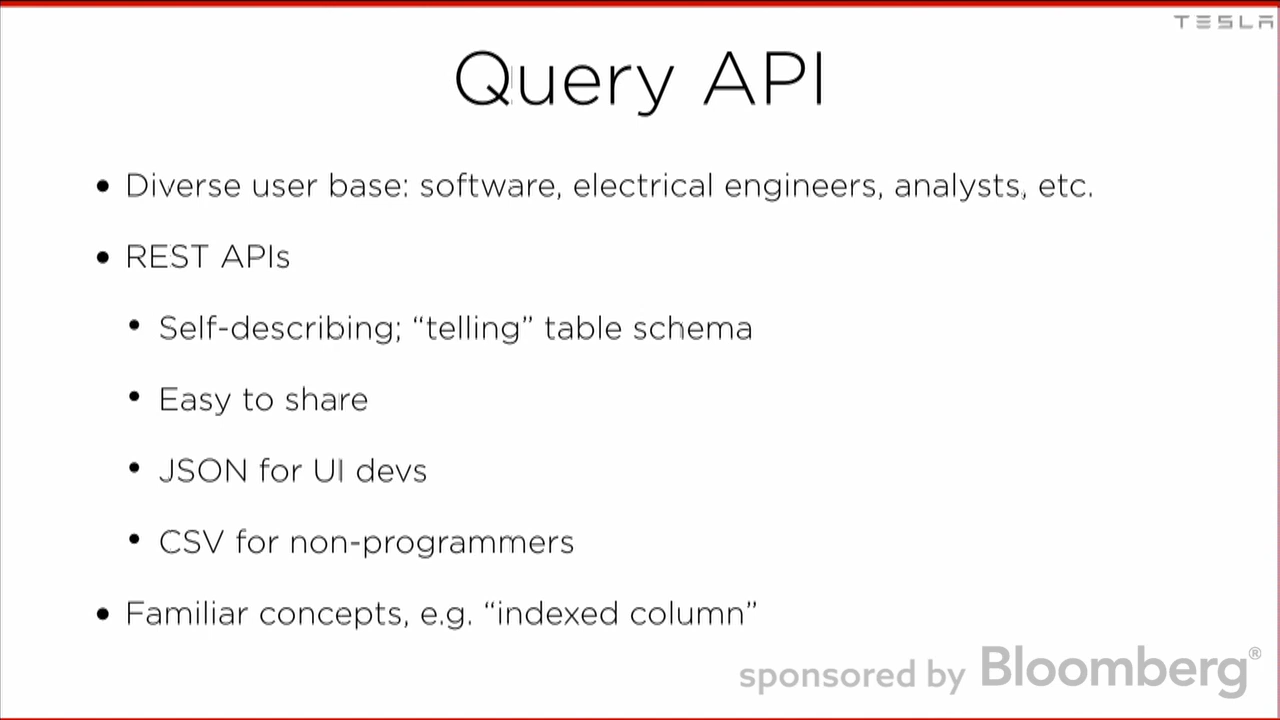 TESLA
Query API
• Diverse user base: software, electrical engineers, analysts, etc.
• REST APIs
• Self-describing; “telling” table schema
• Easy to share
• JSON for UI devs
• CSV for non-programmers
• Familiar concepts, e.g. “indexed column”
sponsored by Bloomberg®